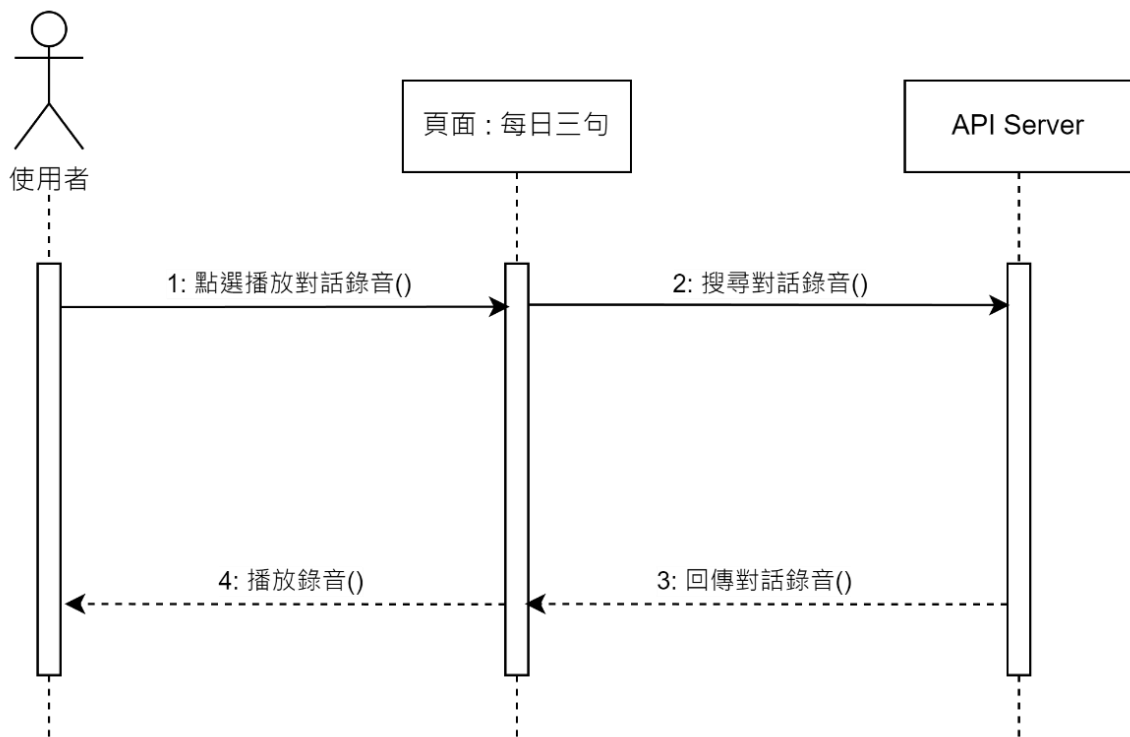 使用者
頁面 : 每日三句
API Server
1: 點選播放對話錄音()
2: 搜尋對話錄音()
4: 播放錄音()
3: 回傳對話錄音()